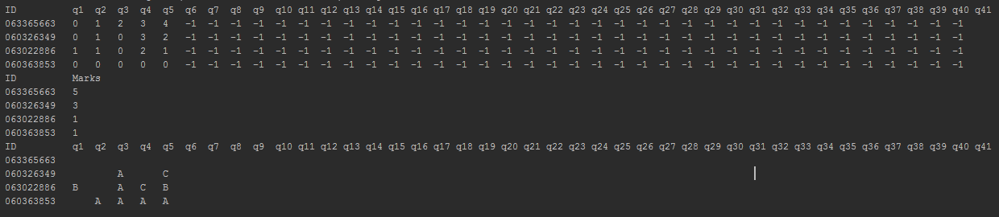 ID q1 q2 q3 q4 q5 q6 q7 q8 q9 q10 q11 q12 q13 q14 q15 q16 q17 q18 q19 q20 q21 q22 q23 q24 q25 q26 q27 q28 q29 q30 q31 q32 q33 q34 q35 q36 q37 q38 q39 q40 q41
063365663 0 1 2 3 4 -1 -1 -1 -1 -1 -1 -1 -1 -1 -1 -1 -1 -1 -1 -1 -1 -1 -1 -1 -1 -1 -1 -1 -1 -1 -1 -1 -1 -1 -1 -1 -1 -1 -1 -1
060326349 0 1 0 3 2 -1 -1 -1 -1 -1 -1 -1 -1 -1 -1 -1 -1 -1 -1 -1 -1 -1 -1 -1 -1 -1 -1 -1 -1 -1 -1 -1 -1 -1 -1 -1 -1 -1 -1 -1
063022886 1 1 0 2 1 -1 -1 -1 -1 -1 -1 -1 -1 -1 -1 -1 -1 -1 -1 -1 -1 -1 -1 -1 -1 -1 -1 -1 -1 -1 -1 -1 -1 -1 -1 -1 -1 -1 -1 -1
060363853 0 0 0 0 0 -1 -1 -1 -1 -1 -1 -1 -1 -1 -1 -1 -1 -1 -1 -1 -1 -1 -1 -1 -1 -1 -1 -1 -1 -1 -1 -1 -1 -1 -1 -1 -1 -1 -1 -1
ID Marks
063365663 5
060326349 3
063022886 1
060363853 1
ID q1 q2 q3 q4 q5 q6 q7 q8 q9 q10 q11 q12 q13 q14 q15 q16 q17 q18 q19 q20 q21 q22 q23 q24 q25 q26 q27 q28 q29 q30 q31 q32 q33 q34 q35 q36 q37 q38 q39 q40 q41
063365663
060326349 A C
063022886 B A C B
060363853 A A A A